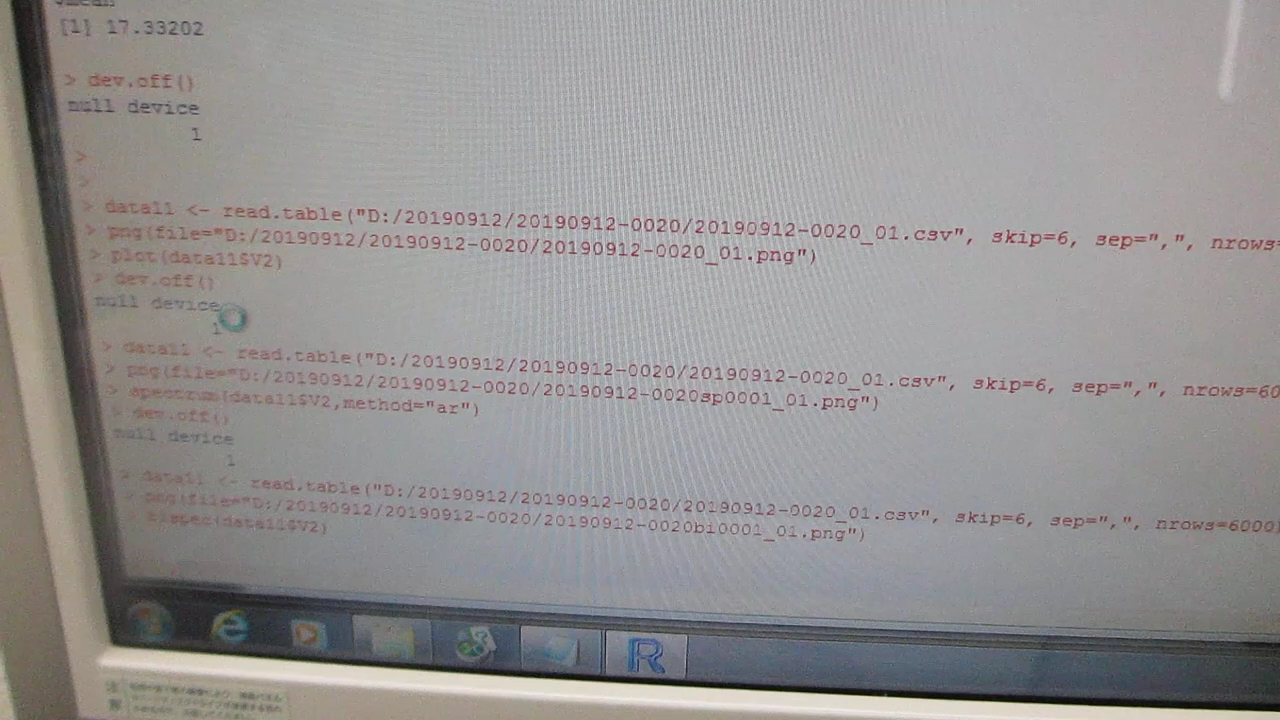 [1] 17.33202
> dev.off()
null device
1
>
>
> data11 <- read.table("D:/20190912/20190912-0020/20190912-0020_01.csv", skip=6, sep=",", nrows=
> png(file="D:/20190912/20190912-0020/20190912-0020_01.png")
> plot(data11$V2)
> dev.off()
null device
1
> data11 <- read.table("D:/20190912/20190912-0020/20190912-0020_01.csv", skip=6, sep=",", nrows=60
> png(file="D:/20190912/20190912-0020/20190912-0020sp0001_01.png")
> spectrum(data11$V2,method="ar")
> dev.off()
null device
1
> data11 <- read.table("D:/20190912/20190912-0020/20190912-0020_01.csv", skip=6, sep=",", nrows=6000)
> png(file="D:/20190912/20190912-0020/20190912-0020bi0001_01.png")
(data11$V2)
R